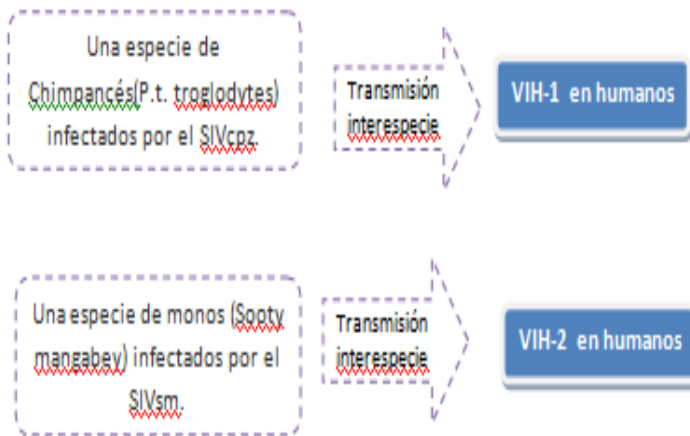 Una especie de
Chimpancés(P.t. troglodytes)
infectados por el SIVcpz.
Transmisión
interespecie
VIH-1 en humanos
Una especie de monos (Sooty
mangabey) infectados por el
SIVsm.
Transmisión
interespecie
VIH-2 en humanos